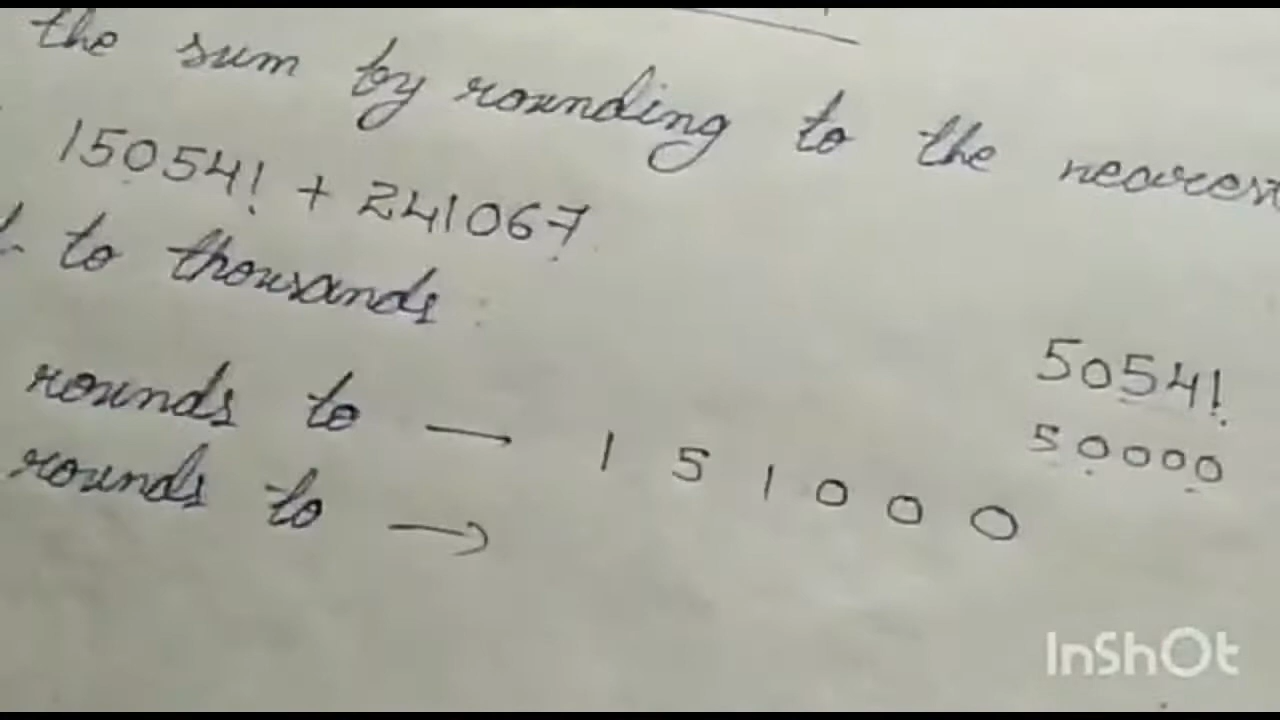 the sum by rounding to the nearest
150541 + 241067
to thousands
rounds to → 151000
rounds to →
50541
50000
InShOt